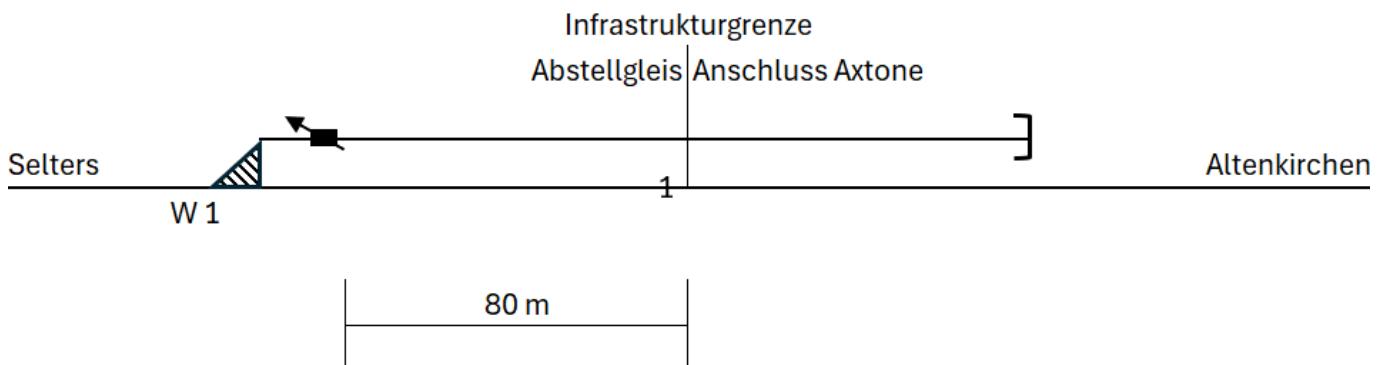 Infrastrukturgrenze
Abstellgleis Anschluss Axtone
Selters
Altenkirchen
1
W 1
80 m